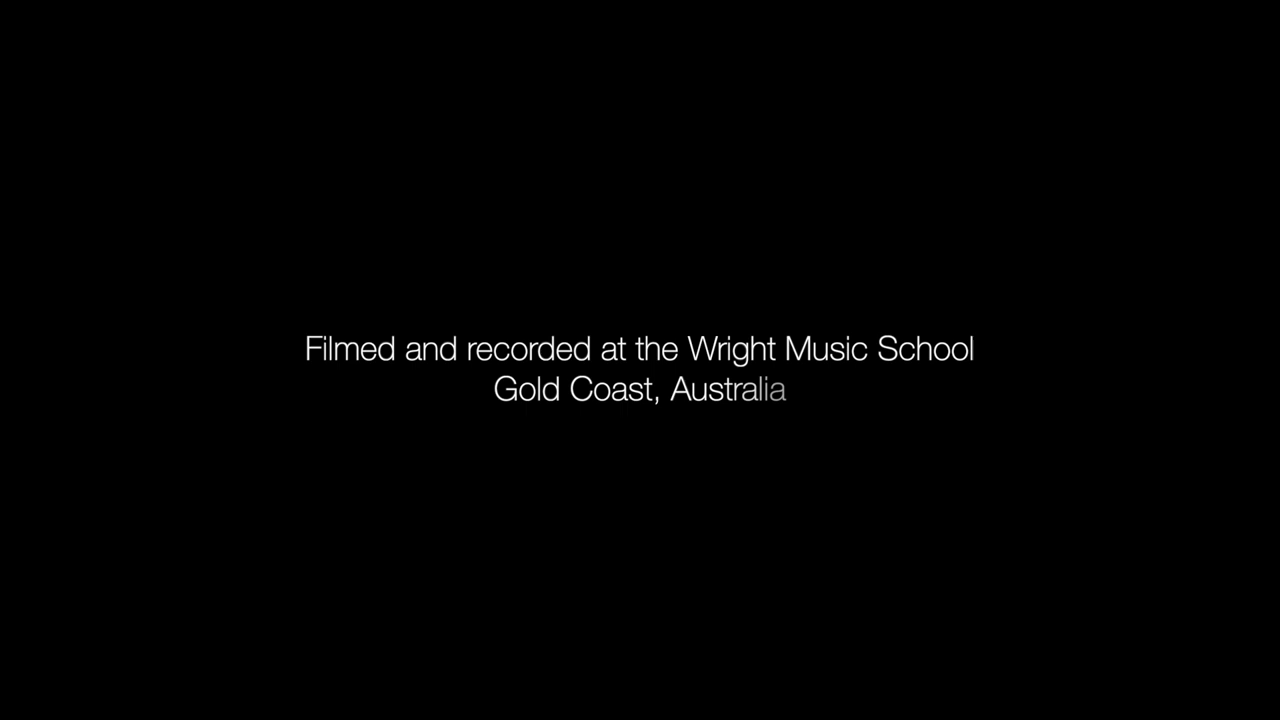 Filmed and recorded at the Wright Music School
Gold Coast, Australia